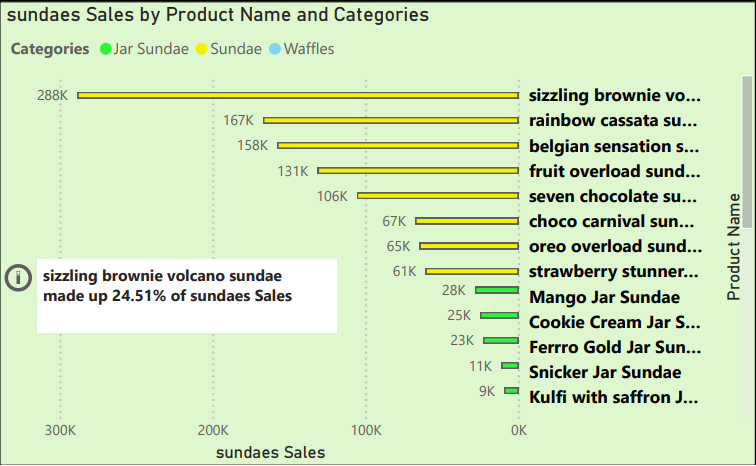 sundaes Sales by Product Name and Categories
Categories Jar Sundae Sundae Waffles
288K sizzling brownie vo...
167K rainbow cassata su...
158K belgian sensation s...
131K fruit overload sund...
106K seven chocolate su...
67K choco carnival sun...
65K oreo overload sund...
61K strawberry stunner...
28K Mango Jar Sundae
25K Cookie Cream Jar S...
23K Ferrro Gold Jar Sun...
11K Snicker Jar Sundae
9K Kulfi with saffron J...
Product Name
sizzling brownie volcano sundae
made up 24.51% of sundaes Sales
300K 200K 100K 0K
sundaes Sales